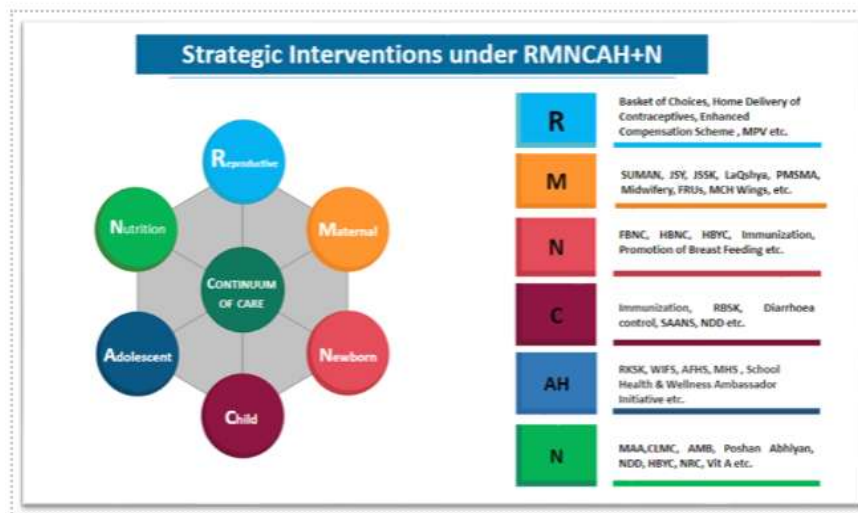 Strategic Interventions under RMNCAH+N
Reproductive
Nutrition
Maternal
CONTINUUM
OF CARE
Adolescent
Newborn
Child
R
Basket of Choices, Home Delivery of
Contraceptives, Enhanced
Compensation Scheme , MPV etc.
M
SUMAN, JSY, JSSK, LaQshya, PMSMA,
Midwifery, FRUs, MCH Wings, etc.
N
FBNC, HBNC, HBYC, Immunization,
Promotion of Breast Feeding etc.
C
Immunization, RBSK, Diarrhoea
control, SAANS, NDD etc.
AH
RKSK, WIFS, AFHS, MHS , School
Health & Wellness Ambassador
Initiative etc.
N
MAA,CLMC, AMB, Poshan Abhiyan,
NDD, HBYC, NRC, Vit A etc.